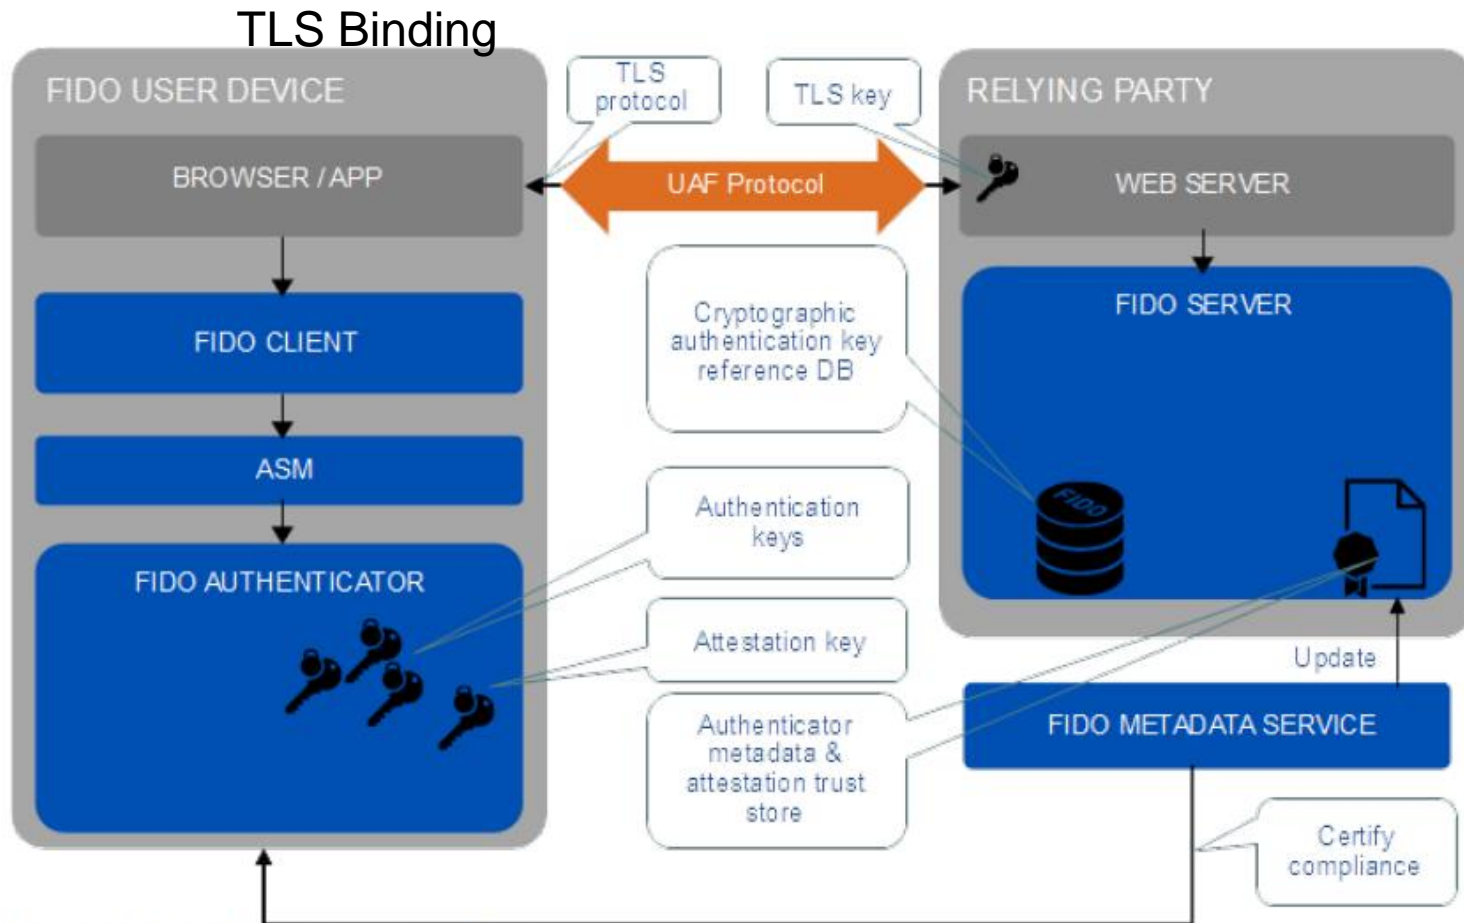 TLS Binding
FIDO USER DEVICE
TLS
protocol
TLS key
RELYING PARTY
BROWSER / APP
UAF Protocol
WEB SERVER
FIDO CLIENT
Cryptographic
authentication key
reference DB
FIDO SERVER
ASM
Authentication
keys
FIDO
FIDO AUTHENTICATOR
Attestation key
Update
Authenticator
metadata &
attestation trust
store
FIDO METADATA SERVICE
Certify
compliance